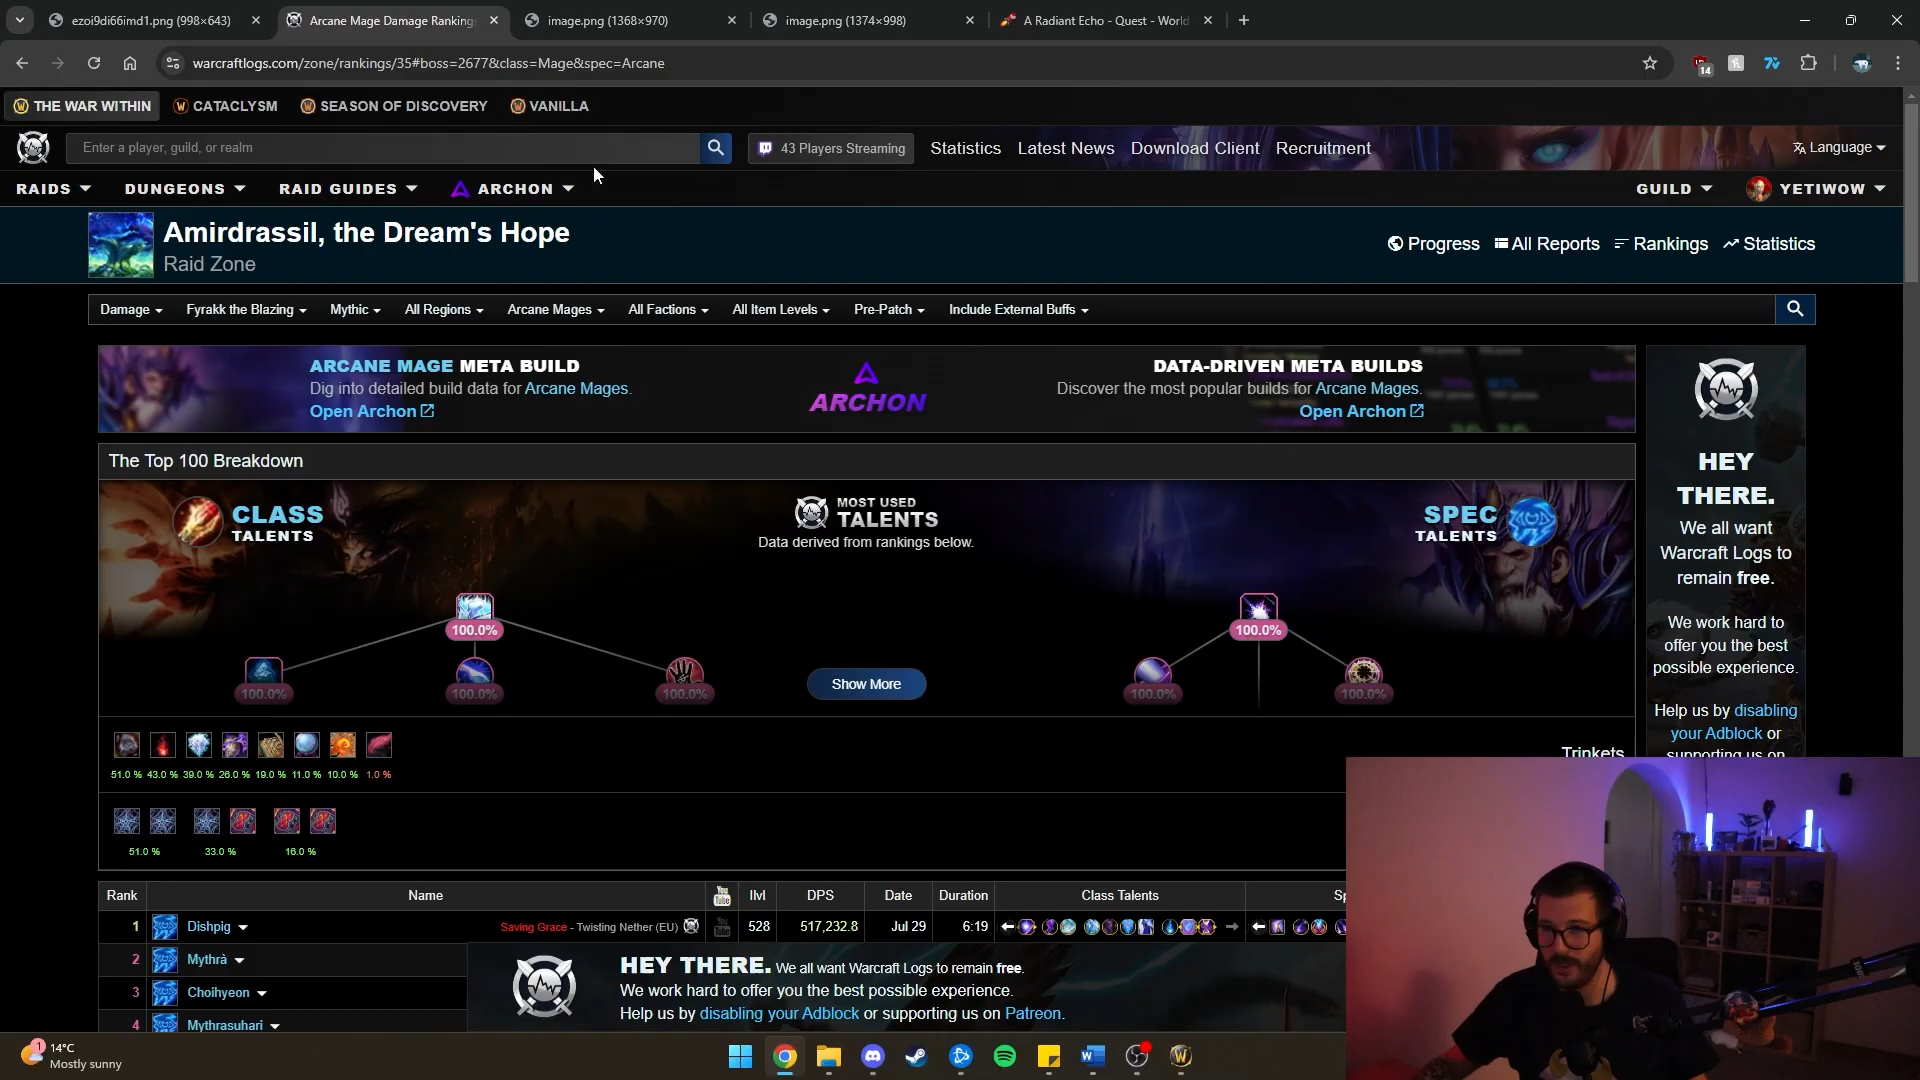 ezoi9di66imd1.png (998×643)
Arcane Mage Damage Ranking
image.png (1368×970)
image.png (1374×998)
A Radiant Echo - Quest - World
warcraftlogs.com/zone/rankings/35#boss=2677&class=Mage&spec=Arcane
14
THE WAR WITHIN
CATACLYSM
SEASON OF DISCOVERY
VANILLA
Enter a player, guild, or realm
43 Players Streaming
Statistics
Latest News
Download Client
Recruitment
Language
RAIDS
DUNGEONS
RAID GUIDES
ARCHON
GUILD
YETIWOW
Amirdrassil, the Dream's Hope
Raid Zone
Progress
All Reports
Rankings
Statistics
Damage
Fyrakk the Blazing
Mythic
All Regions
Arcane Mages
All Factions
All Item Levels
Pre-Patch
Include External Buffs
ARCANE MAGE META BUILD
Dig into detailed build data for Arcane Mages.
Open Archon
ARCHON
DATA-DRIVEN META BUILDS
Discover the most popular builds for Arcane Mages.
Open Archon
The Top 100 Breakdown
CLASS
TALENTS
MOST USED
TALENTS
Data derived from rankings below.
SPEC
TALENTS
100.0%
100.0%
100.0%
100.0%
100.0%
Show More
100.0%
100.0%
Trinkets
51.0 % 43.0 % 39.0 % 26.0 % 19.0 % 11.0 % 10.0 % 1.0 %
51.0 %
33.0 %
16.0 %
HEY
THERE.
We all want
Warcraft Logs to
remain free.
We work hard to
offer you the best
possible experience.
Help us by disabling
your Adblock or
supporting us on
Rank
Name
You
Tube
Ilvl
DPS
Date
Duration
Class Talents
Sp
1
Dishpig
Saving Grace - Twisting Nether (EU)
You
Tube
528
517,232.8
Jul 29
6:19
2
Mythrà
3
Choihyeon
4
Mythrasuhari
HEY THERE. We all want Warcraft Logs to remain free.
We work hard to offer you the best possible experience.
Help us by disabling your Adblock or supporting us on Patreon.
1
14°C
Mostly sunny